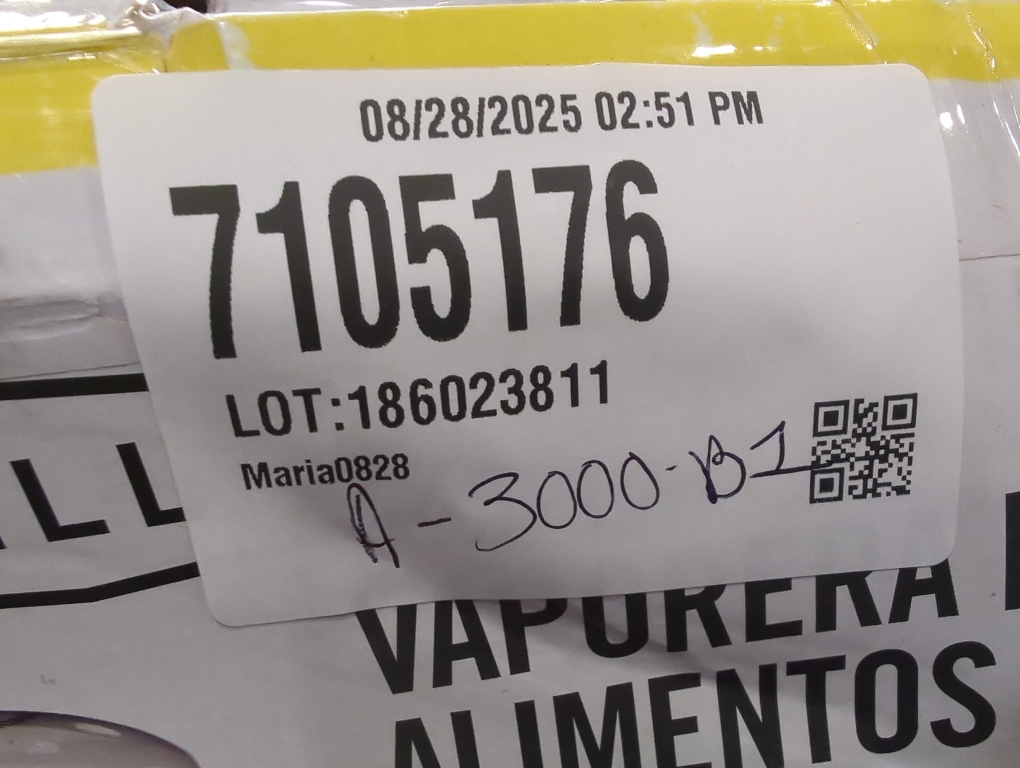 08/28/2025 02:51 PM
7105176
LOT:186023811
Maria0828
A-3000-B1
VAPORERA
ALIMENTOS